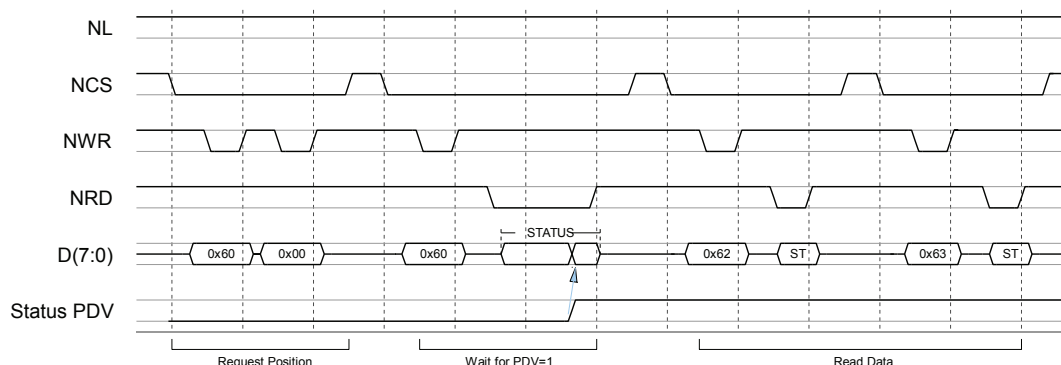 NL
NCS
NWR
NRD
STATUS
D(7:0) 0x60 0x00 0x60 0x62 ST 0x63 ST
Status PDV
Request Position Wait for PDV=1 Read Data